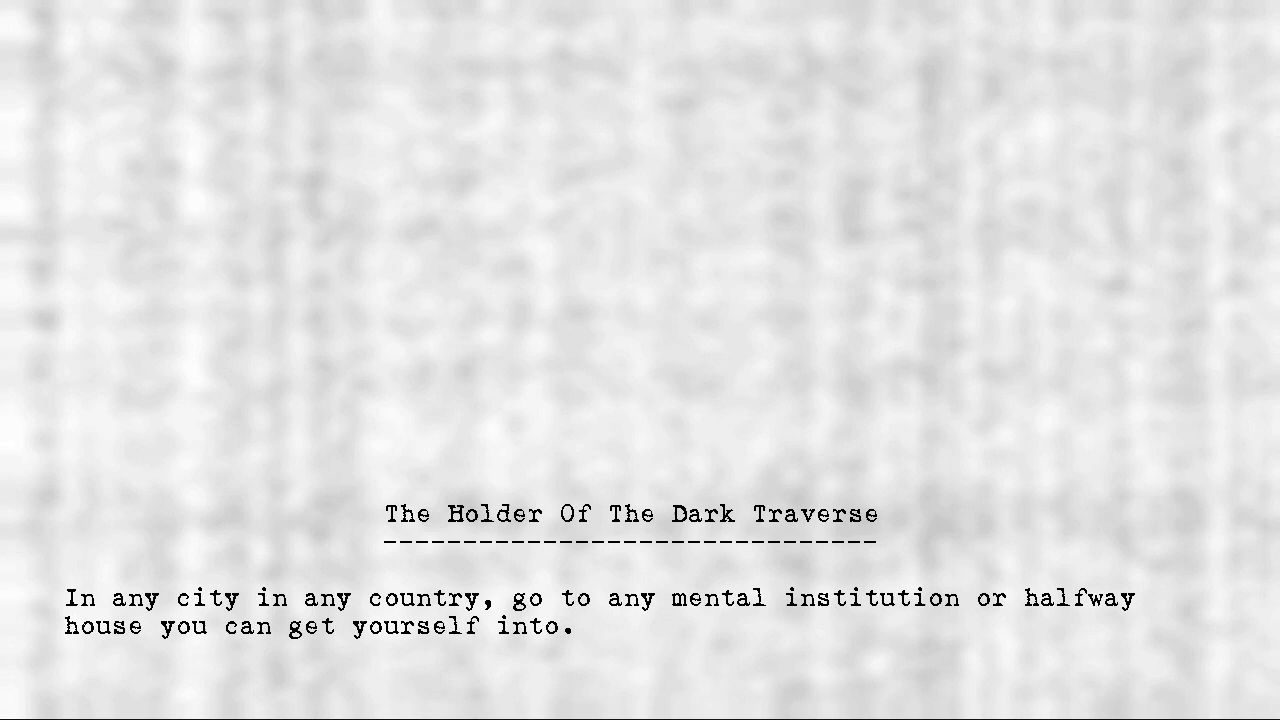 The Holder Of The Dark Traverse
-------------------------------
In any city in any country, go to any mental institution or halfway
house you can get yourself into.